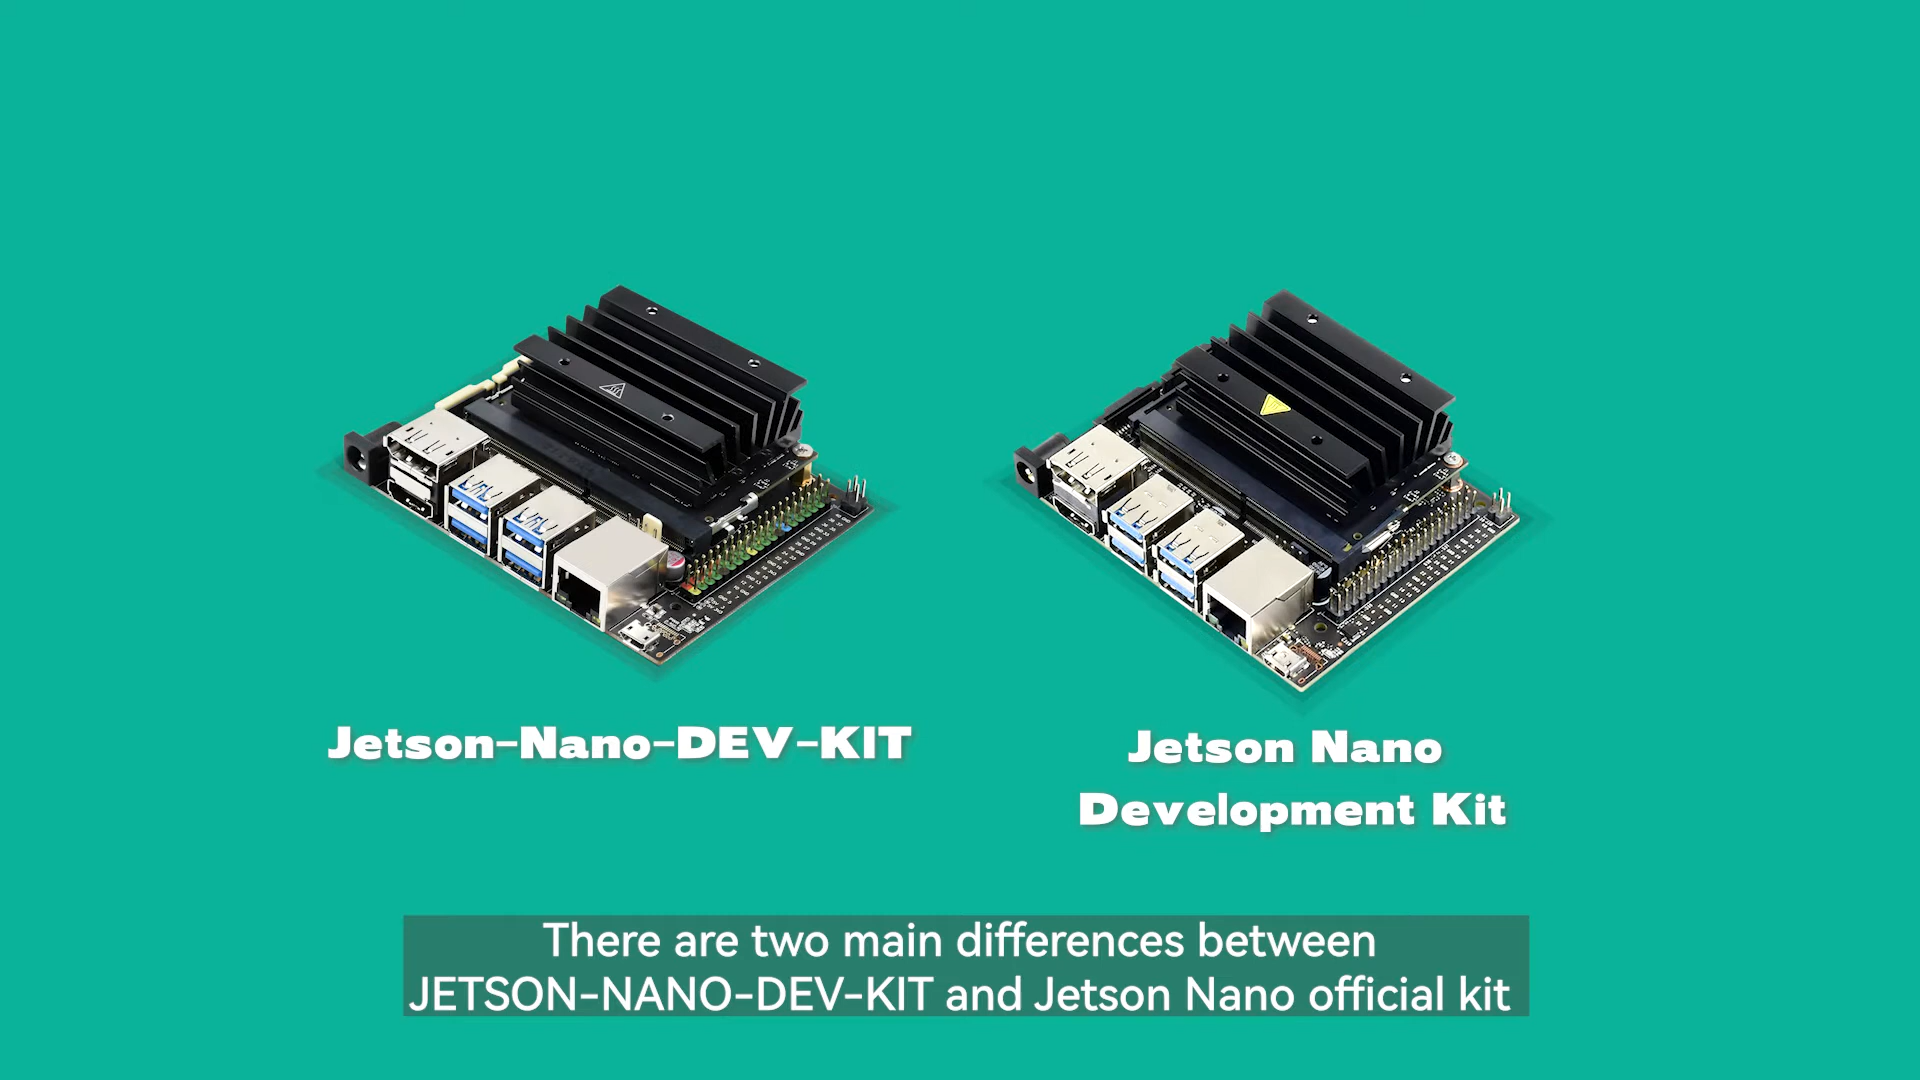 Jetson-Nano-DEV-KIT
Jetson Nano
Development Kit
There are two main differences between
JETSON-NANO-DEV-KIT and Jetson Nano official kit